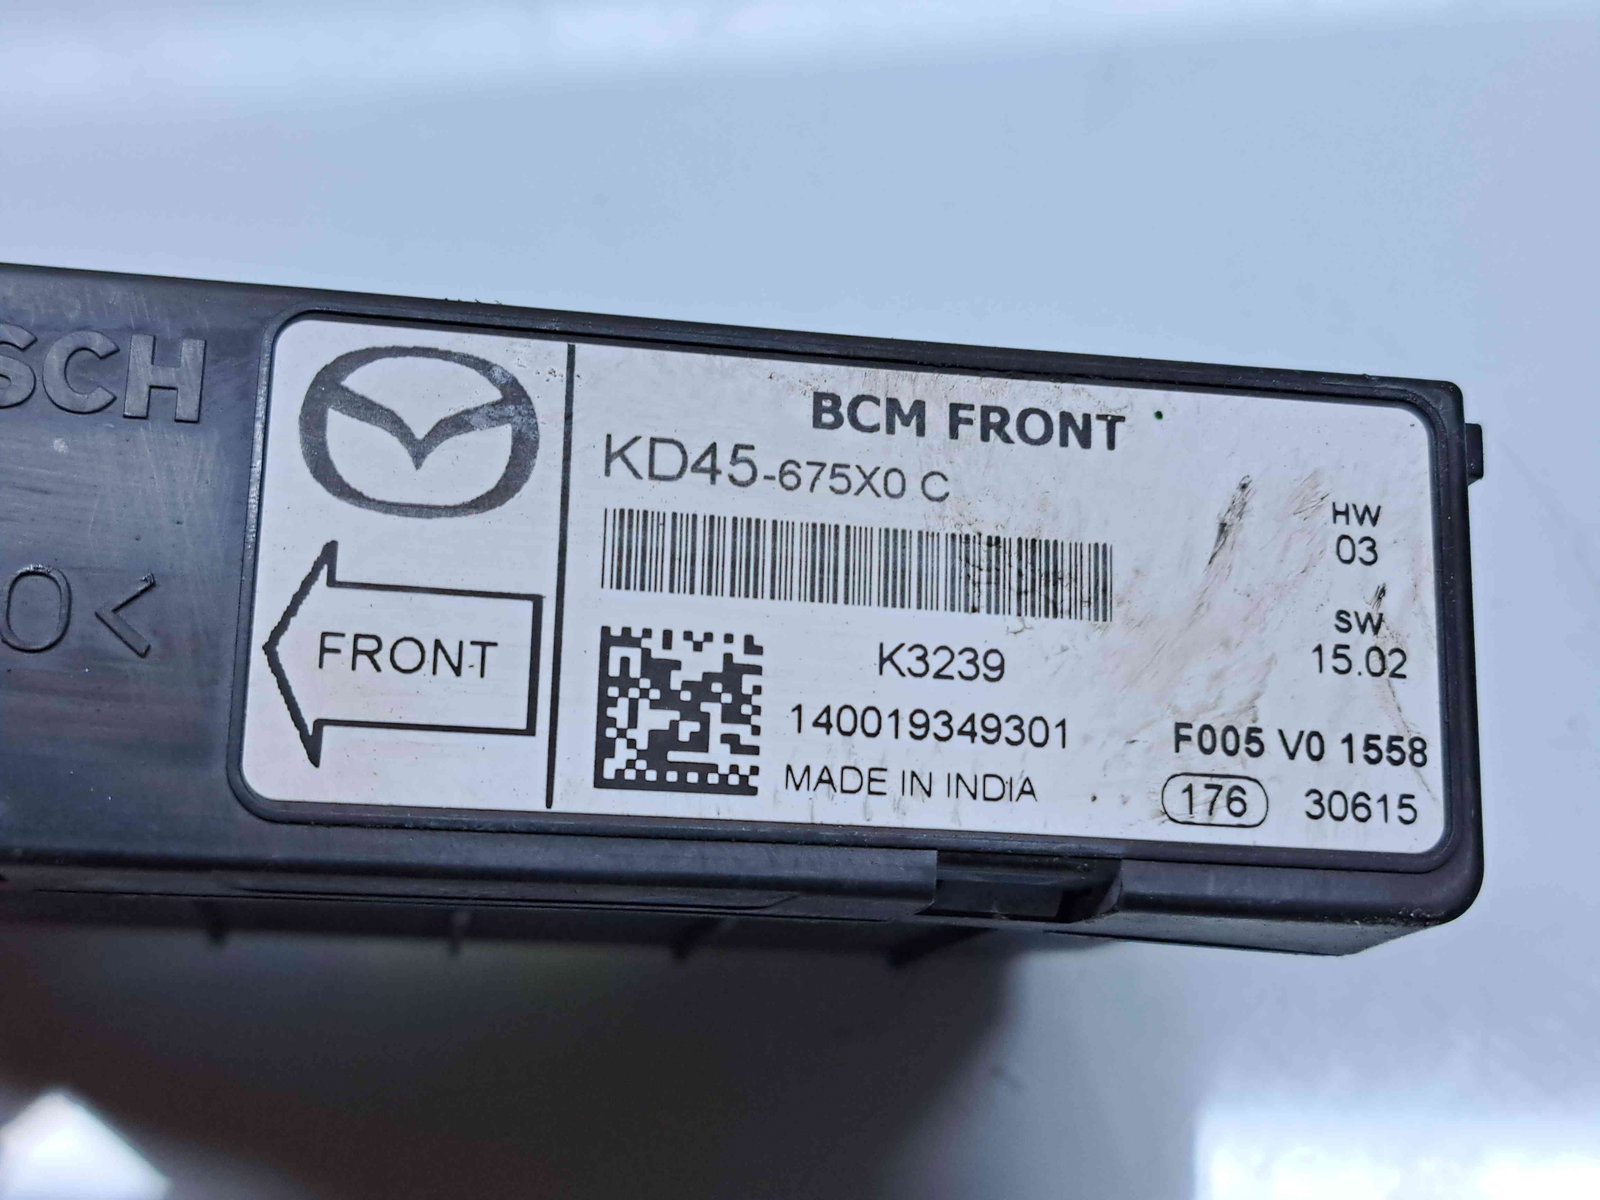 SCH
0<
FRONT
BCM FRONT
KD45-675X0 C
HW
03
SW
15.02
K3239
140019349301
MADE IN INDIA
F005 V0 1558
176 30615